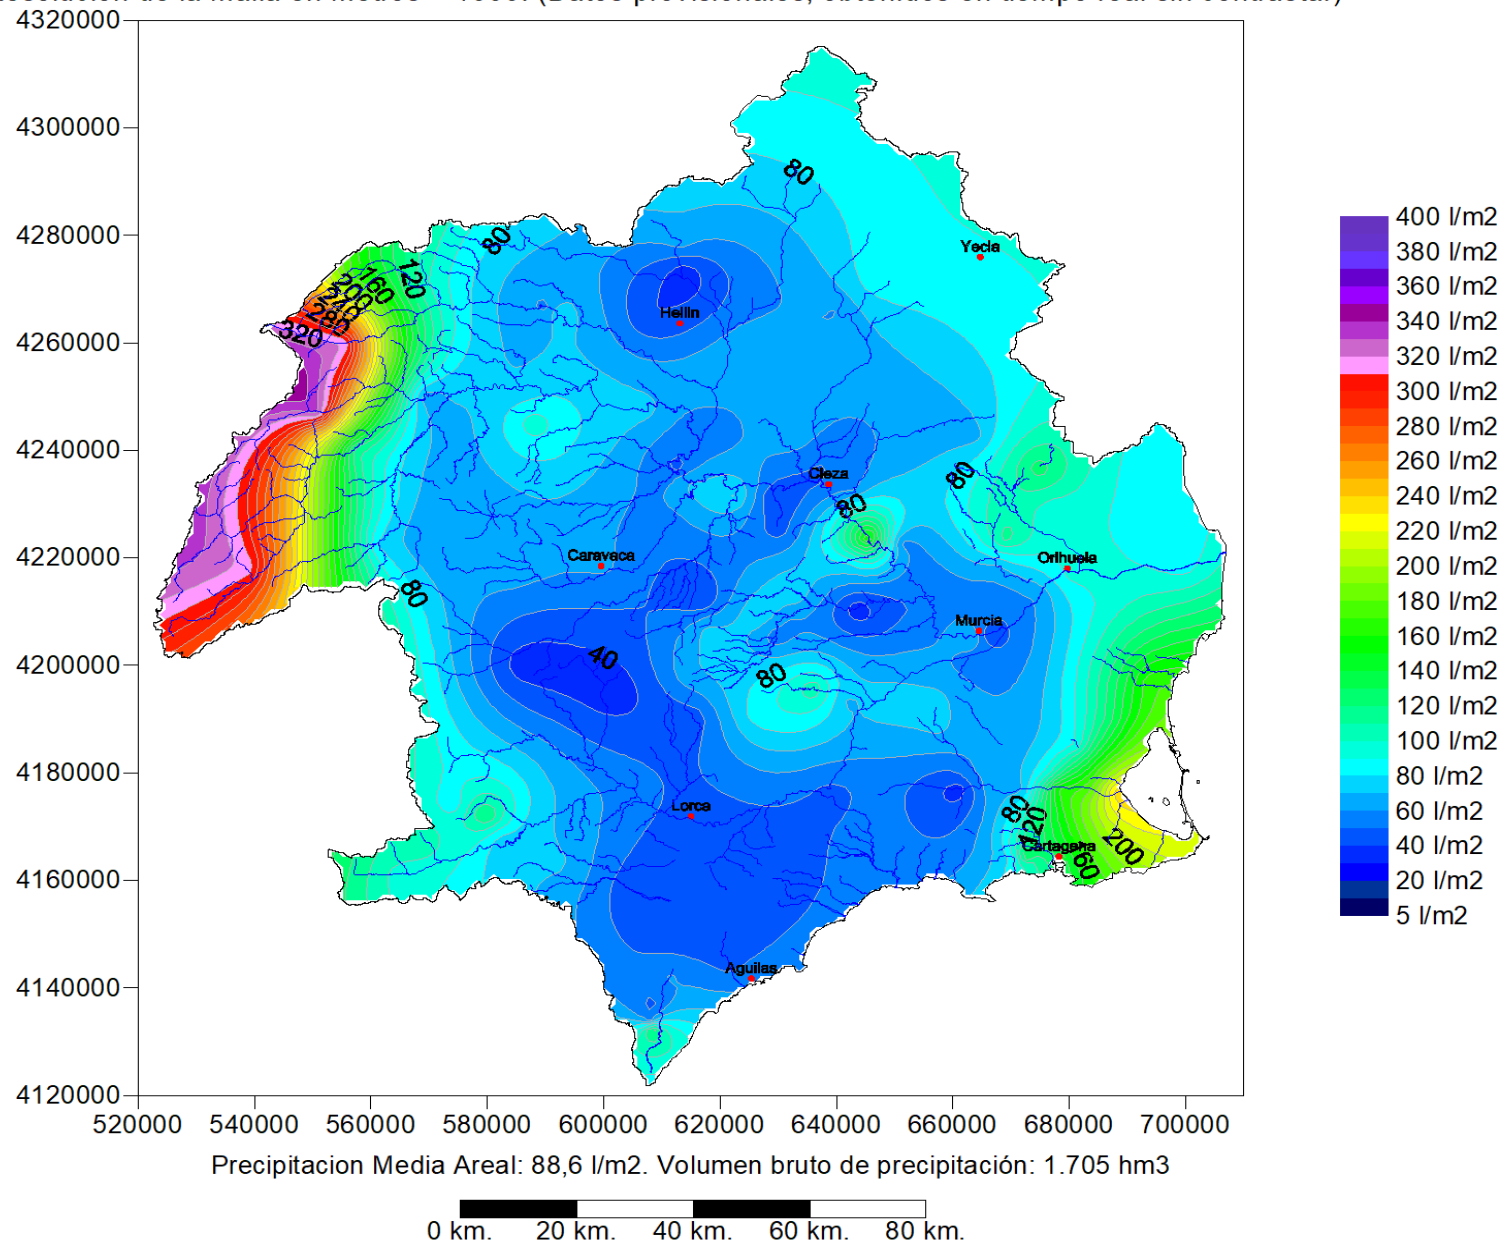 4320000
4300000
4280000
4260000
4240000
4220000
4200000
4180000
4160000
4140000
4120000
520000 540000 560000 580000 600000 620000 640000 660000 680000 700000
80
Yecla
80
120
160
200
240
280
320
Hellin
Cieza
80
80
Caravaca
Orihuela
80
Murcia
40
80
Lorca
80
120
Cartagena
200
160
Aguilas
400 l/m2
380 l/m2
360 l/m2
340 l/m2
320 l/m2
300 l/m2
280 l/m2
260 l/m2
240 l/m2
220 l/m2
200 l/m2
180 l/m2
160 l/m2
140 l/m2
120 l/m2
100 l/m2
80 l/m2
60 l/m2
40 l/m2
20 l/m2
5 l/m2
Precipitacion Media Areal: 88,6 l/m2. Volumen bruto de precipitación: 1.705 hm3
0 km. 20 km. 40 km. 60 km. 80 km.